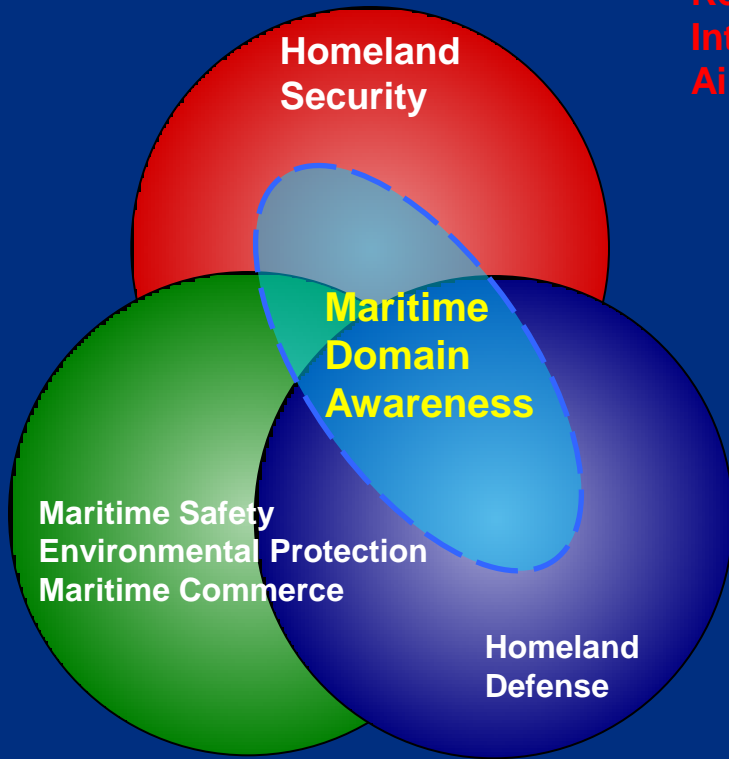 Homeland
Security
Maritime
Domain
Awareness
Maritime Safety
Environmental Protection
Maritime Commerce
Homeland
Defense